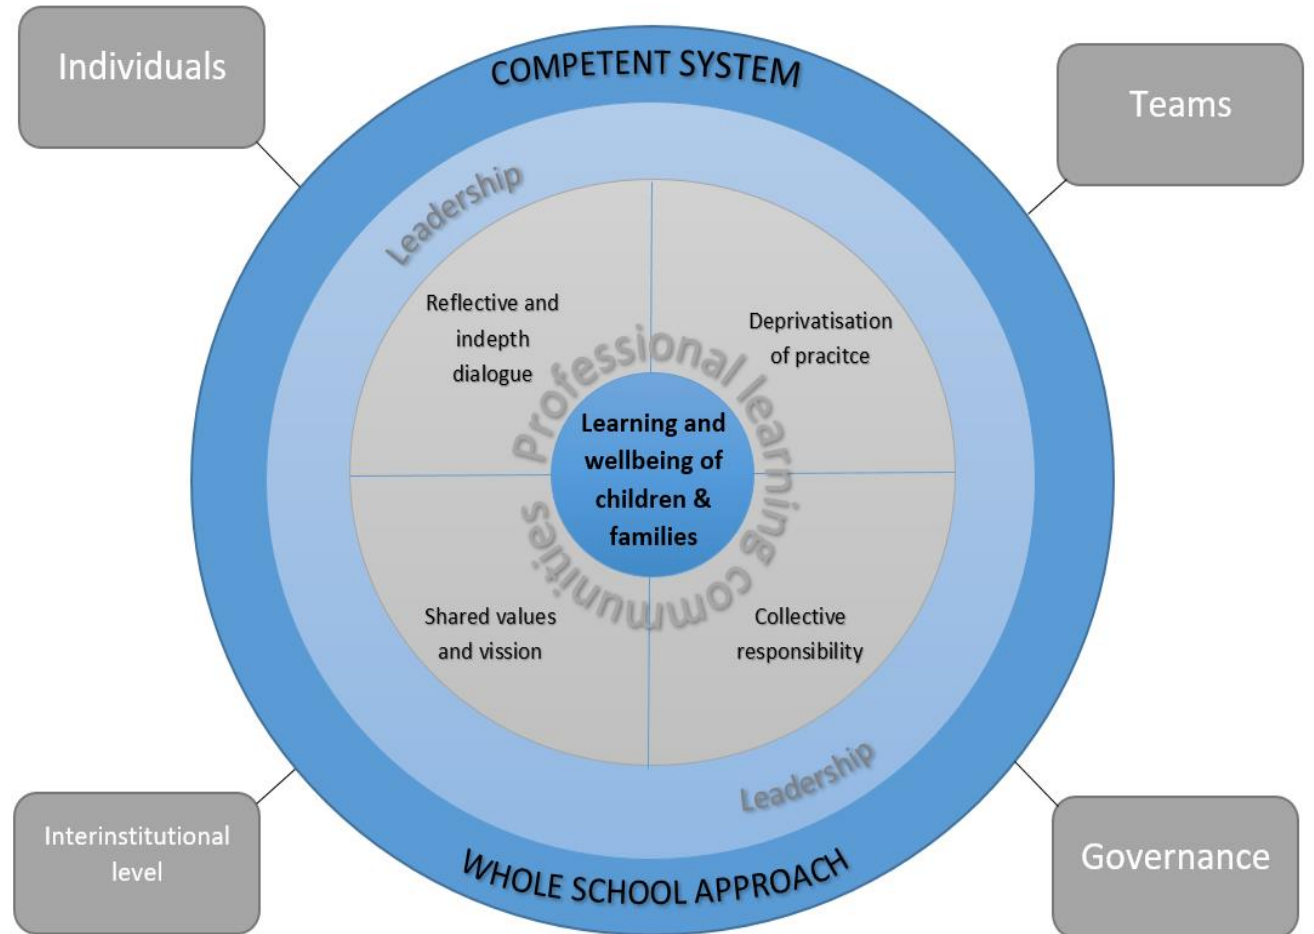 Individuals
Teams
COMPETENT SYSTEM
Leadership
Reflective and
indepth
dialogue
Deprivatisation
of pracitce
Professional learning communities
Learning and
wellbeing of
children &
families
Shared values
and vission
Collective
responsibility
Leadership
WHOLE SCHOOL APPROACH
Interinstitutional
level
Governance